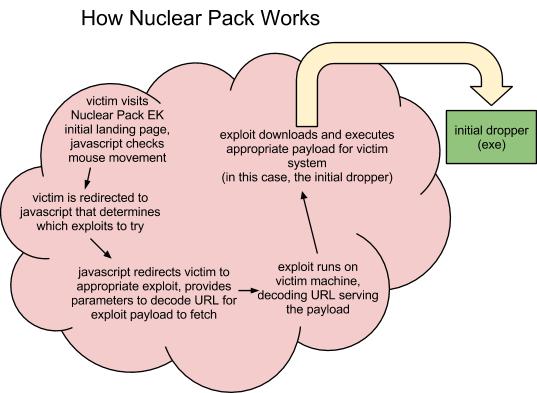 How Nuclear Pack Works
victim visits
Nuclear Pack EK
initial landing page,
javascript checks
mouse movement
victim is redirected to
javascript that determines
which exploits to try
javascript redirects victim to
appropriate exploit, provides
parameters to decode URL for
exploit payload to fetch
exploit runs on
victim machine,
decoding URL serving
the payload
exploit downloads and executes
appropriate payload for victim
system
(in this case, the initial dropper)
initial dropper
(exe)